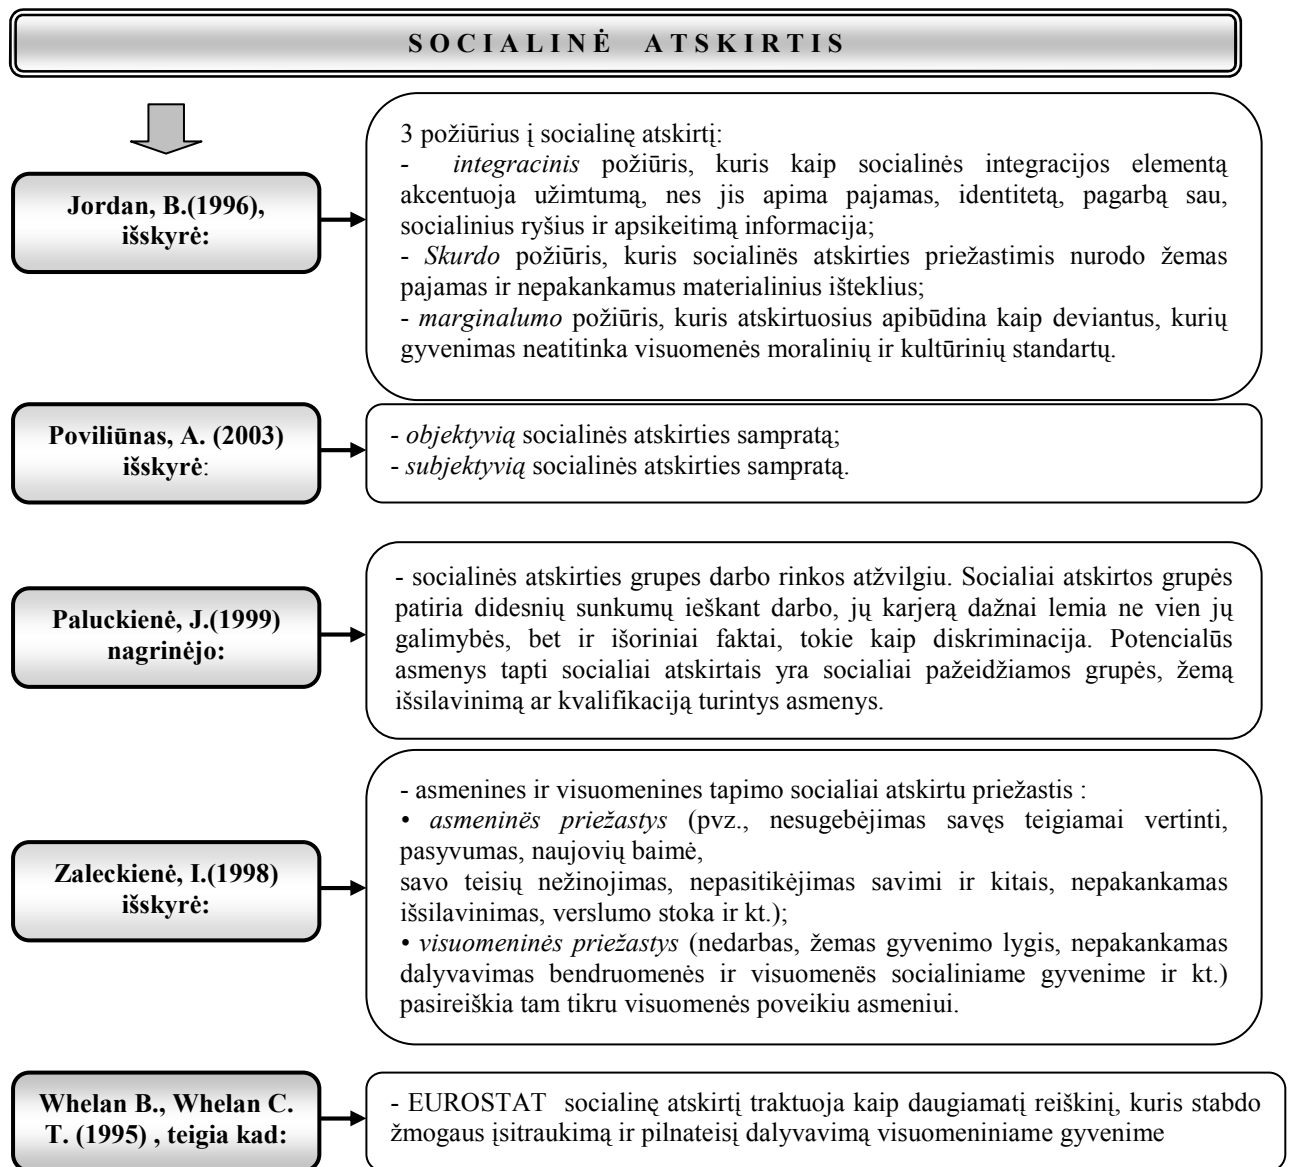 SOCIALINĖ ATSKIRTIS
Jordan, B.(1996),
išskyrė:
3 požiūrius į socialinę atskirtį:
- integracinis požiūris, kuris kaip socialinės integracijos elementą
akcentuoja užimtumą, nes jis apima pajamas, identitetą, pagarbą sau,
socialinius ryšius ir apsikeitimą informacija;
- Skurdo požiūris, kuris socialinės atskirties priežastimis nurodo žemas
pajamas ir nepakankamus materialinius išteklius;
- marginalumo požiūris, kuris atskirtuosius apibūdina kaip deviantus, kurių
gyvenimas neatitinka visuomenės moralinių ir kultūrinių standartų.
Poviliūnas, A. (2003)
išskyrė:
- objektyvią socialinės atskirties sampratą;
- subjektyvią socialinės atskirties sampratą.
Paluckienė, J.(1999)
nagrinėjo:
- socialinės atskirties grupes darbo rinkos atžvilgiu. Socialiai atskirtos grupės
patiria didesnių sunkumų ieškant darbo, jų karjerą dažnai lemia ne vien jų
galimybės, bet ir išoriniai faktai, tokie kaip diskriminacija. Potencialūs
asmenys tapti socialiai atskirtais yra socialiai pažeidžiamos grupės, žemą
išsilavinimą ar kvalifikaciją turintys asmenys.
Zaleckienė, I.(1998)
išskyrė:
- asmenines ir visuomenines tapimo socialiai atskirtu priežastis :
• asmeninės priežastys (pvz., nesugebėjimas savęs teigiamai vertinti,
pasyvumas, naujovių baimė,
savo teisių nežinojimas, nepasitikėjimas savimi ir kitais, nepakankamas
išsilavinimas, verslumo stoka ir kt.);
• visuomeninės priežastys (nedarbas, žemas gyvenimo lygis, nepakankamas
dalyvavimas bendruomenės ir visuomenės socialiniame gyvenime ir kt.)
pasireiškia tam tikru visuomenės poveikiu asmeniui.
Whelan B., Whelan C.
T. (1995) , teigia kad:
- EUROSTAT socialinę atskirtį traktuoja kaip daugiamatį reiškinį, kuris stabdo
žmogaus įsitraukimą ir pilnateisį dalyvavimą visuomeniniame gyvenime